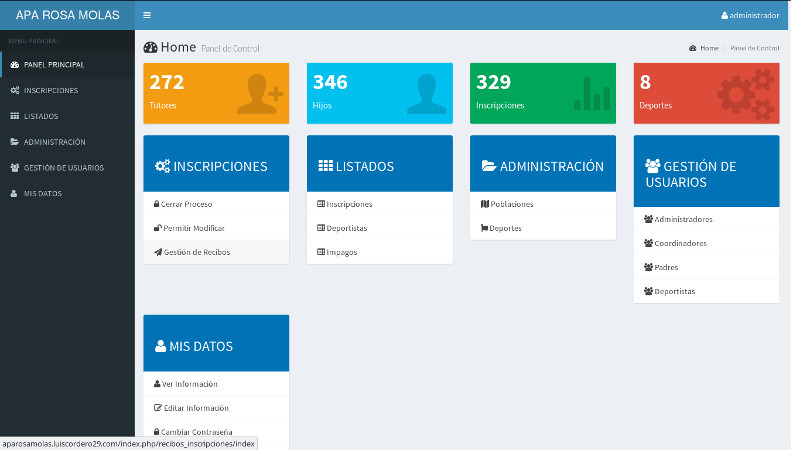 APA ROSA MOLAS
administrador
MENÚ PRINCIPAL
PANEL PRINCIPAL
INSCRIPCIONES
LISTADOS
ADMINISTRACIÓN
GESTIÓN DE USUARIOS
MIS DATOS
Home Panel de Control
Home Panel de Control
272
Tutores
346
Hijos
329
Inscripciones
8
Deportes
INSCRIPCIONES
Cerrar Proceso
Permitir Modificar
Gestión de Recibos
LISTADOS
Inscripciones
Deportistas
Impagos
ADMINISTRACIÓN
Poblaciones
Deportes
GESTIÓN DE
USUARIOS
Administradores
Coordinadores
Padres
Deportistas
MIS DATOS
Ver Información
Editar Información
Cambiar Contraseña
aparosamolas.luiscordero29.com/index.php/recibos_inscripciones/index